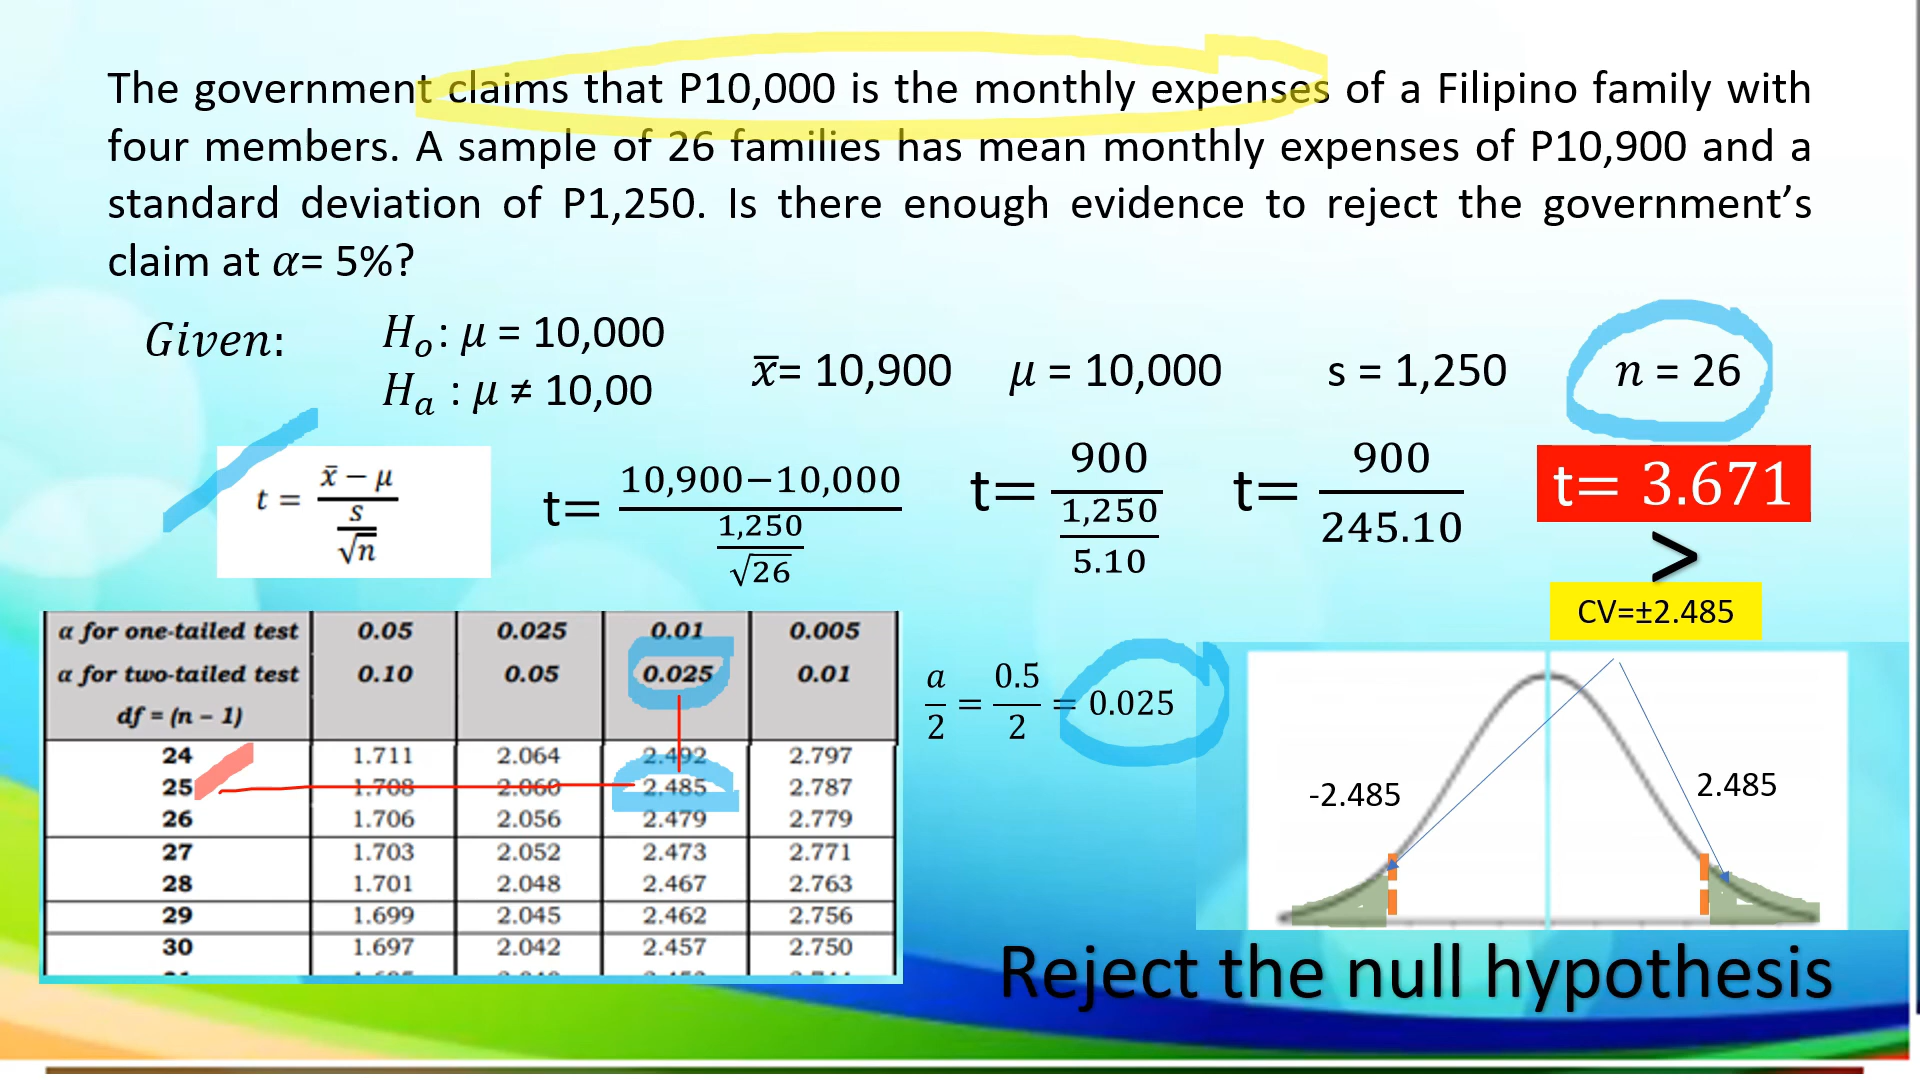 The government claims that P10,000 is the monthly expenses of a Filipino family with
four members. A sample of 26 families has mean monthly expenses of P10,900 and a
standard deviation of P1,250. Is there enough evidence to reject the government’s
claim at α= 5%?
Given:
Hₒ: μ = 10,000
Hₐ : μ ≠ 10,00
x̅= 10,900 μ = 10,000 s = 1,250 n = 26
t = (x̄ − μ) / (s / √n)
t= (10,900−10,000) / (1,250 / √26)
t= 900 / (1,250 / 5.10)
t= 900 / 245.10
t= 3.671
>
CV=±2.485
α for one-tailed test 0.05 0.025 0.01 0.005
α for two-tailed test 0.10 0.05 0.025 0.01
df = (n – 1)
24 1.711 2.064 2.492 2.797
25 1.708 2.060 2.485 2.787
26 1.706 2.056 2.479 2.779
27 1.703 2.052 2.473 2.771
28 1.701 2.048 2.467 2.763
29 1.699 2.045 2.462 2.756
30 1.697 2.042 2.457 2.750
a/2 = 0.5/2 = 0.025
-2.485
2.485
Reject the null hypothesis